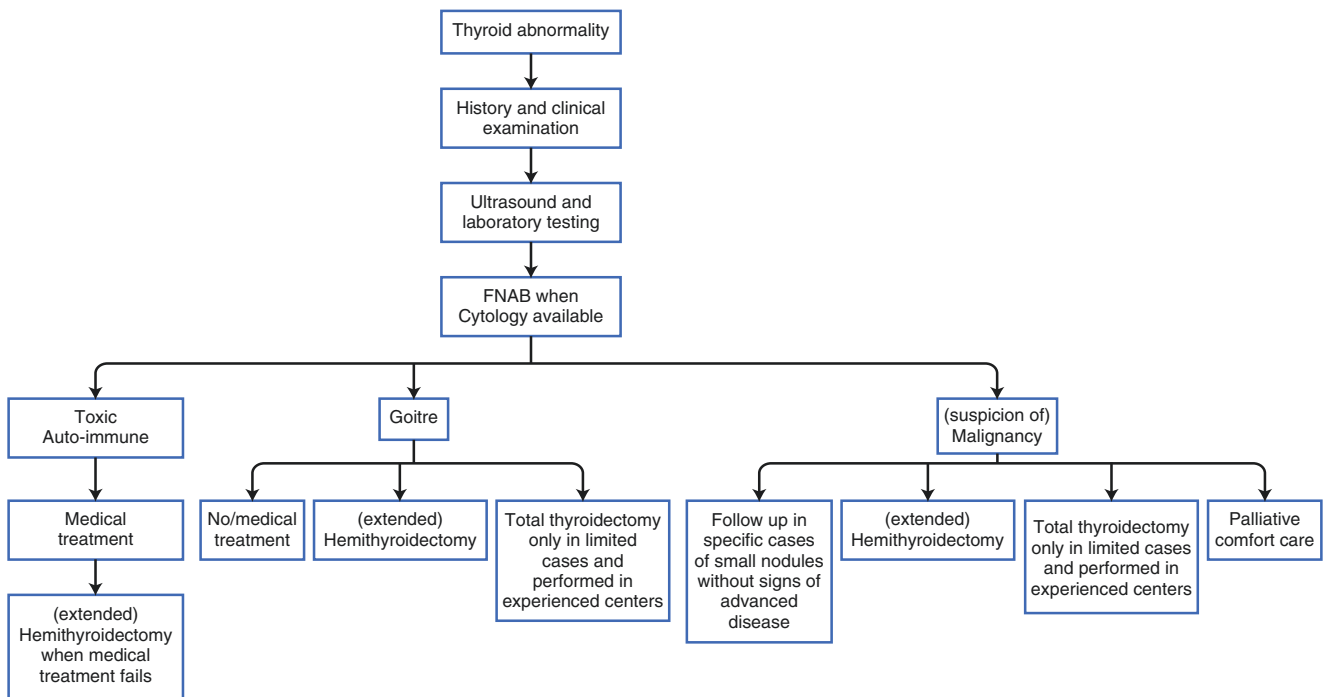 Thyroid abnormality
History and clinical
examination
Ultrasound and
laboratory testing
FNAB when
Cytology available
Toxic
Auto-immune
Goitre
(suspicion of)
Malignancy
Medical
treatment
No/medical
treatment
(extended)
Hemithyroidectomy
Total thyroidectomy
only in limited
cases and
performed in
experienced centers
Follow up in
specific cases
of small nodules
without signs of
advanced
disease
(extended)
Hemithyroidectomy
Total thyroidectomy
only in limited cases
and performed in
experienced centers
Palliative
comfort care
(extended)
Hemithyroidectomy
when medical
treatment fails